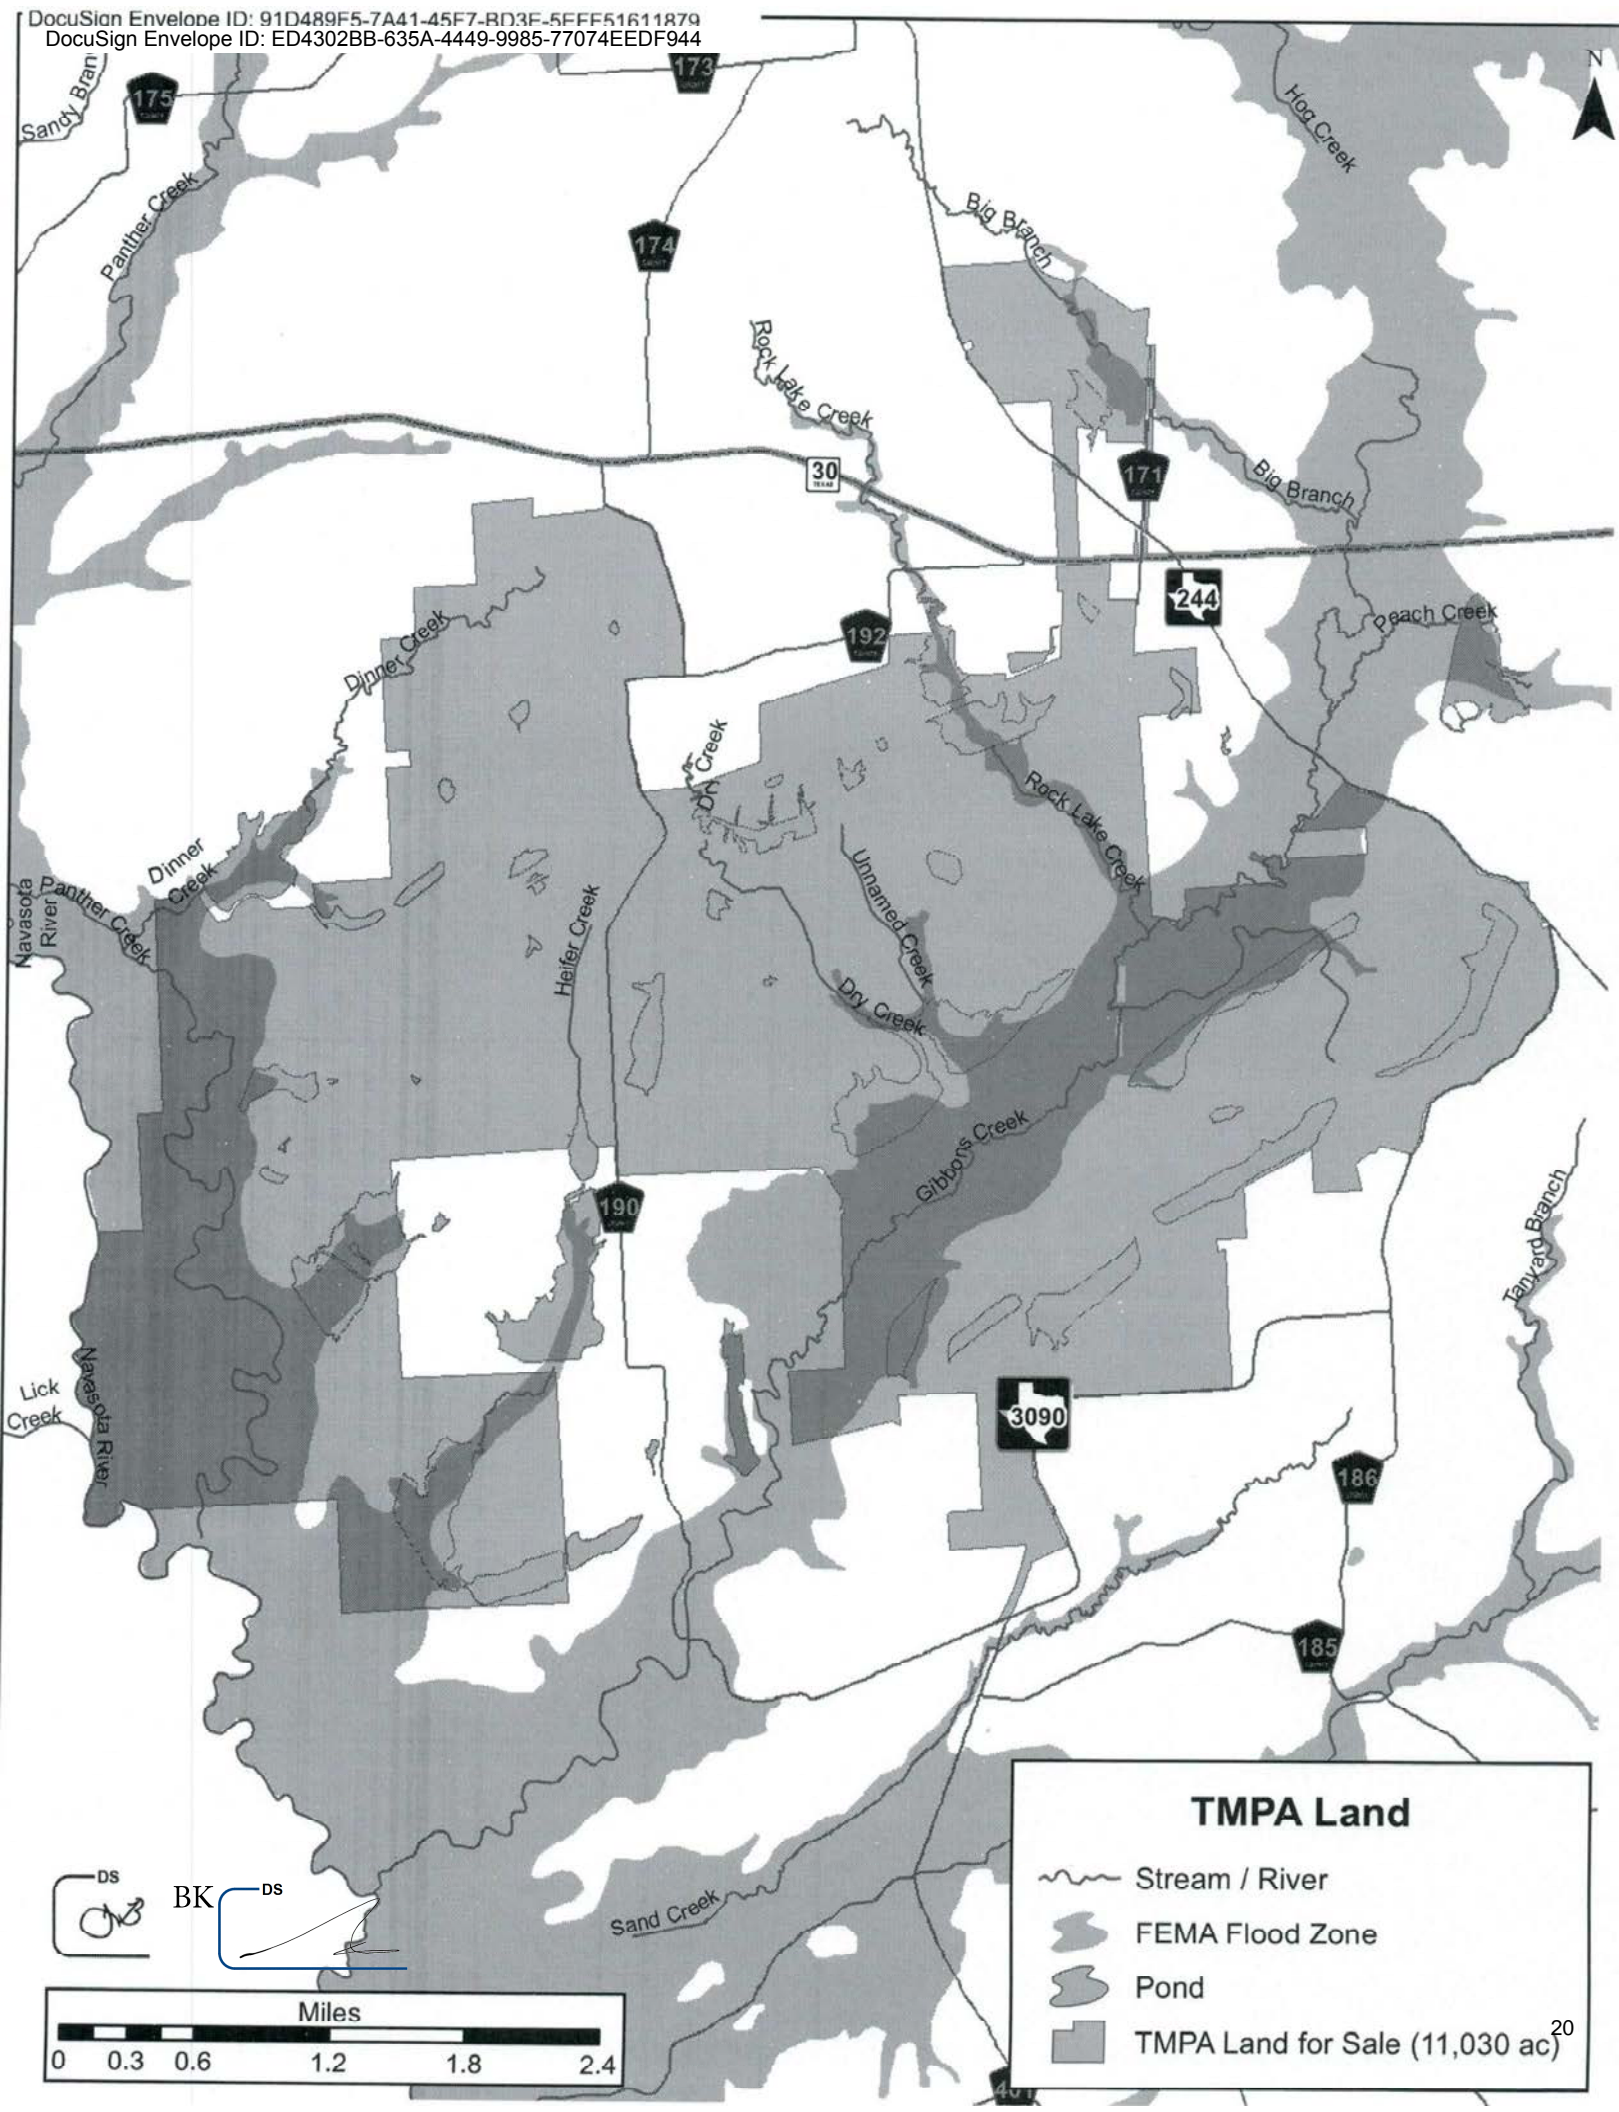 DocuSign Envelope ID: 91D489F5-7A41-45F7-BD3E-5FFF51611879
DocuSign Envelope ID: ED4302BB-635A-4449-9985-77074EEDF944
N
173
175
Sandy Bran
Hog Creek
Panther Creek
Big Branch
174
Rock Lake Creek
30
TEXAS
171
Big Branch
244
Peach Creek
192
Dinner Creek
Dry Creek
Rock Lake Creek
Dinner
Creek
Unnamed Creek
Panther Creek
Navasota
River
Heifer Creek
Dry Creek
Gibbons Creek
190
Tanyard Branch
Navasota River
Lick
Creek
3090
186
185
TMPA Land
Stream / River
FEMA Flood Zone
Pond
TMPA Land for Sale (11,030 ac)
20
DS
BK
DS
Sand Creek
Miles
0 0.3 0.6 1.2 1.8 2.4
401